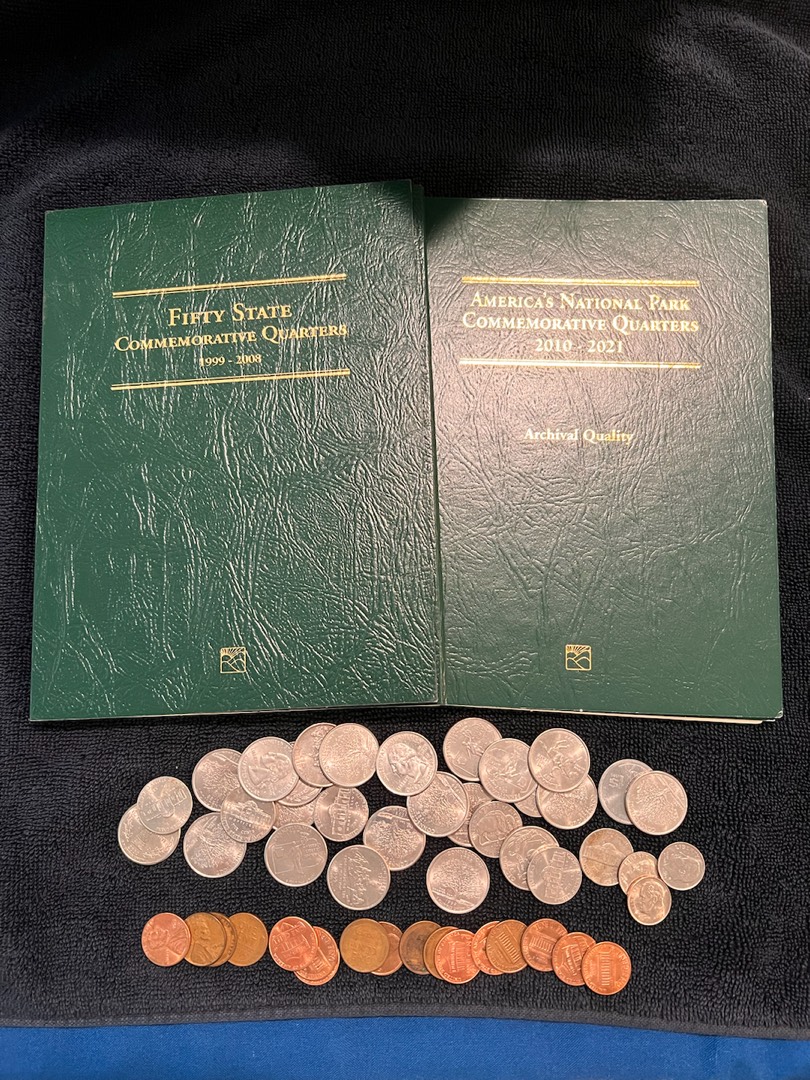 FIFTY STATE
COMMEMORATIVE QUARTERS
1999 - 2008
AMERICA'S NATIONAL PARK
COMMEMORATIVE QUARTERS
2010 - 2021
Archival Quality